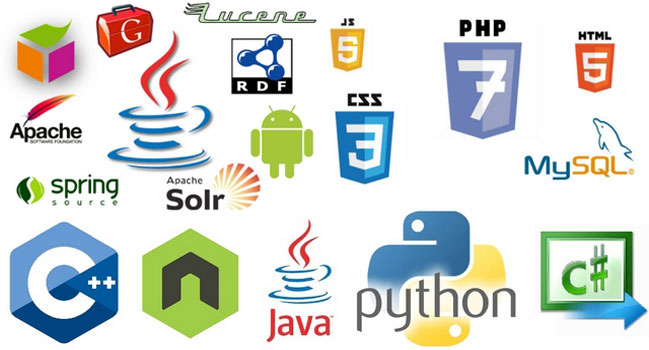 G
Lucene
RDF
JS
5
PHP
7
HTML
5
Apache
SOFTWARE FOUNDATION
CSS
3
MySQL®
spring
source
Apache
Solr
C++
Java
python
C#